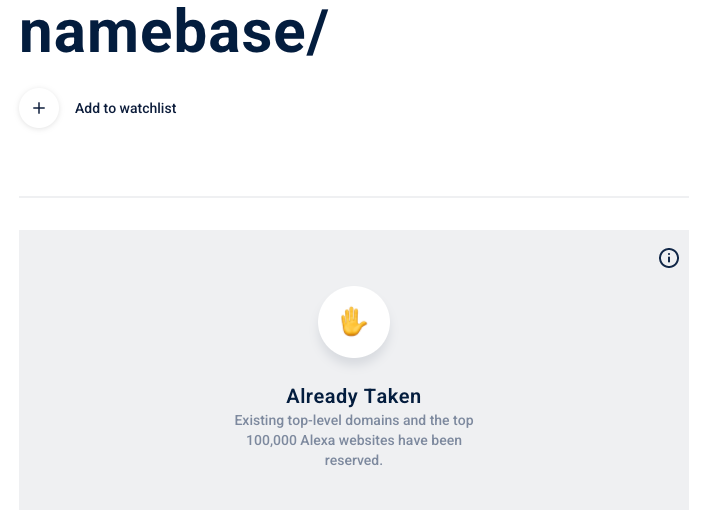 namebase/
Add to watchlist
Already Taken
Existing top-level domains and the top
100,000 Alexa websites have been
reserved.